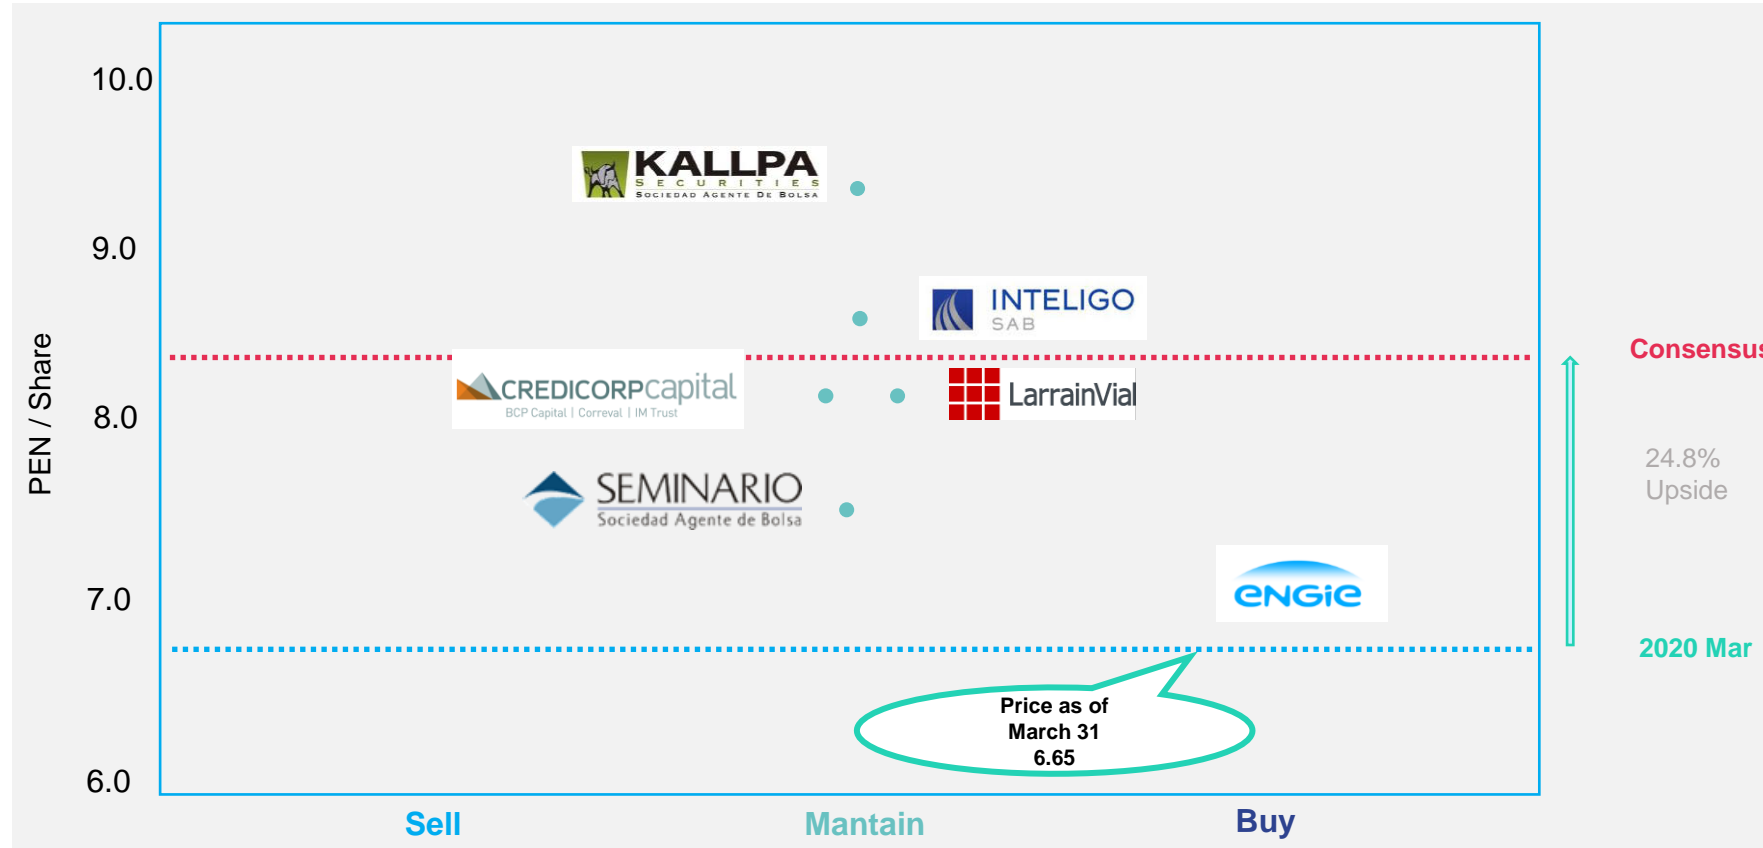 10.0
KALLPA
SECURITIES
SOCIEDAD AGENTE DE BOLSA
9.0
INTELIGO
SAB
PEN / Share
Consensus
CREDICORPcapital
BCP Capital | Correval | IM Trust
LarrainVial
8.0
24.8%
Upside
SEMINARIO
Sociedad Agente de Bolsa
7.0
ENGIE
2020 Mar
Price as of
March 31
6.65
6.0
Sell
Mantain
Buy